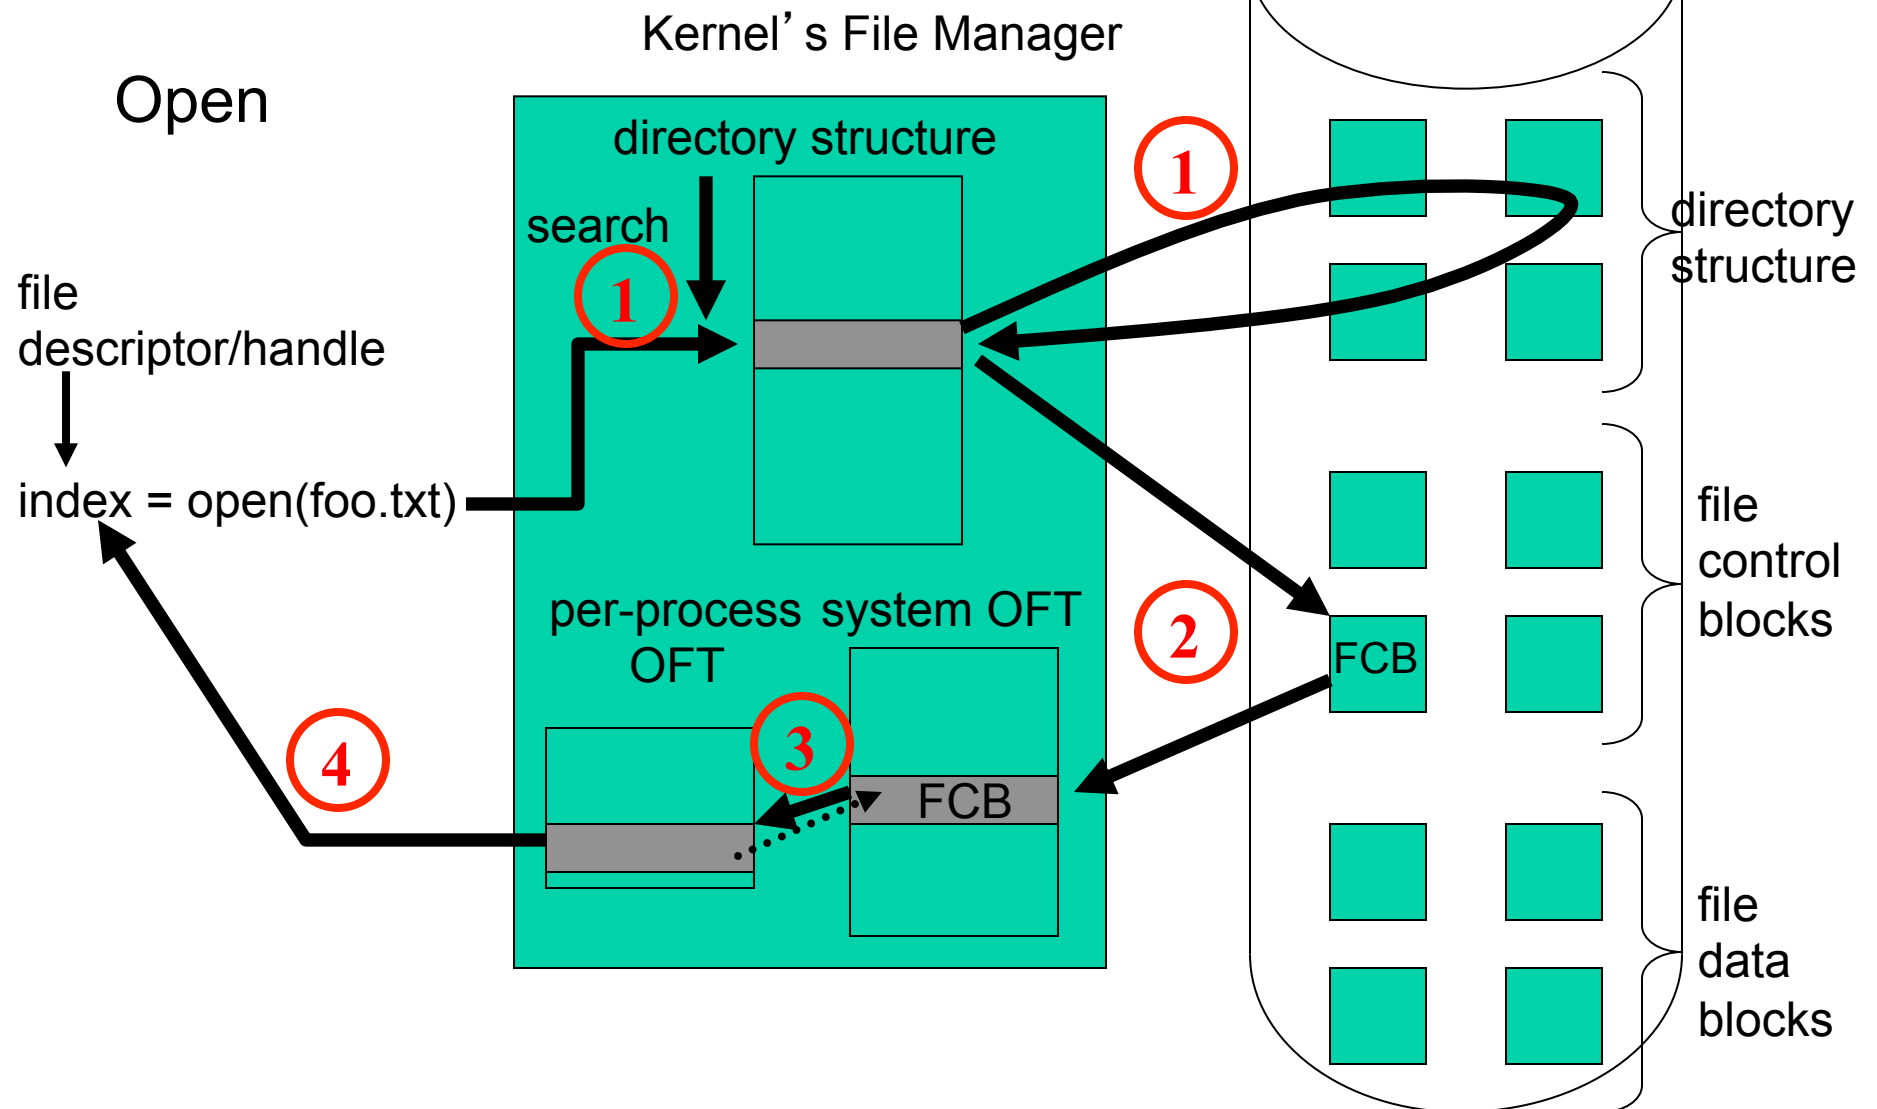 Kernel’s File Manager
Open
directory structure
search
1
1
file
descriptor/handle
index = open(foo.txt)
directory
structure
per-process
OFT
system OFT
2
3
4
FCB
FCB
file
control
blocks
file
data
blocks